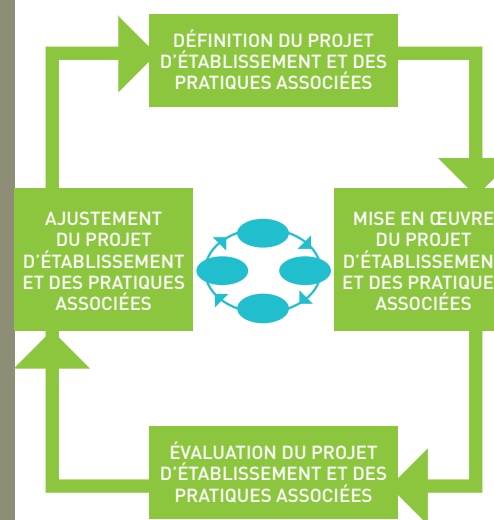 DÉFINITION DU PROJET
D'ÉTABLISSEMENT ET DES
PRATIQUES ASSOCIÉES
AJUSTEMENT
DU PROJET
D'ÉTABLISSEMENT
ET DES PRATIQUES
ASSOCIÉES
MISE EN ŒUVRE
DU PROJET
D'ÉTABLISSEMEN
ET DES PRATIQUE
ASSOCIÉES
ÉVALUATION DU PROJET
D'ÉTABLISSEMENT ET DES
PRATIQUES ASSOCIÉES